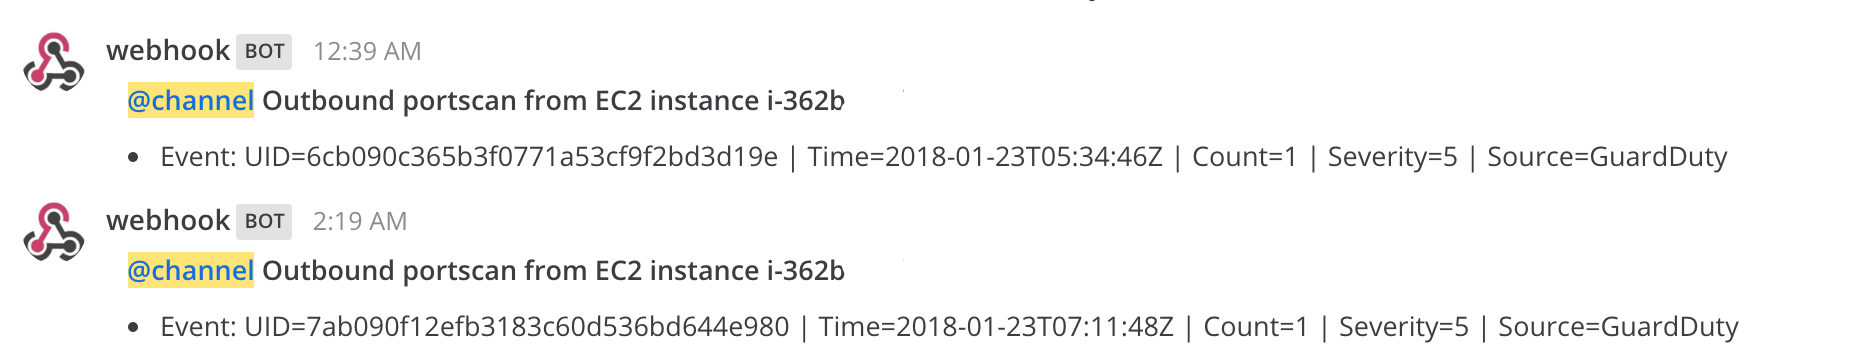 webhook BOT 12:39 AM
@channel Outbound portscan from EC2 instance i-362b
• Event: UID=6cb090c365b3f0771a53cf9f2bd3d19e | Time=2018-01-23T05:34:46Z | Count=1 | Severity=5 | Source=GuardDuty
webhook BOT 2:19 AM
@channel Outbound portscan from EC2 instance i-362b
• Event: UID=7ab090f12efb3183c60d536bd644e980 | Time=2018-01-23T07:11:48Z | Count=1 | Severity=5 | Source=GuardDuty